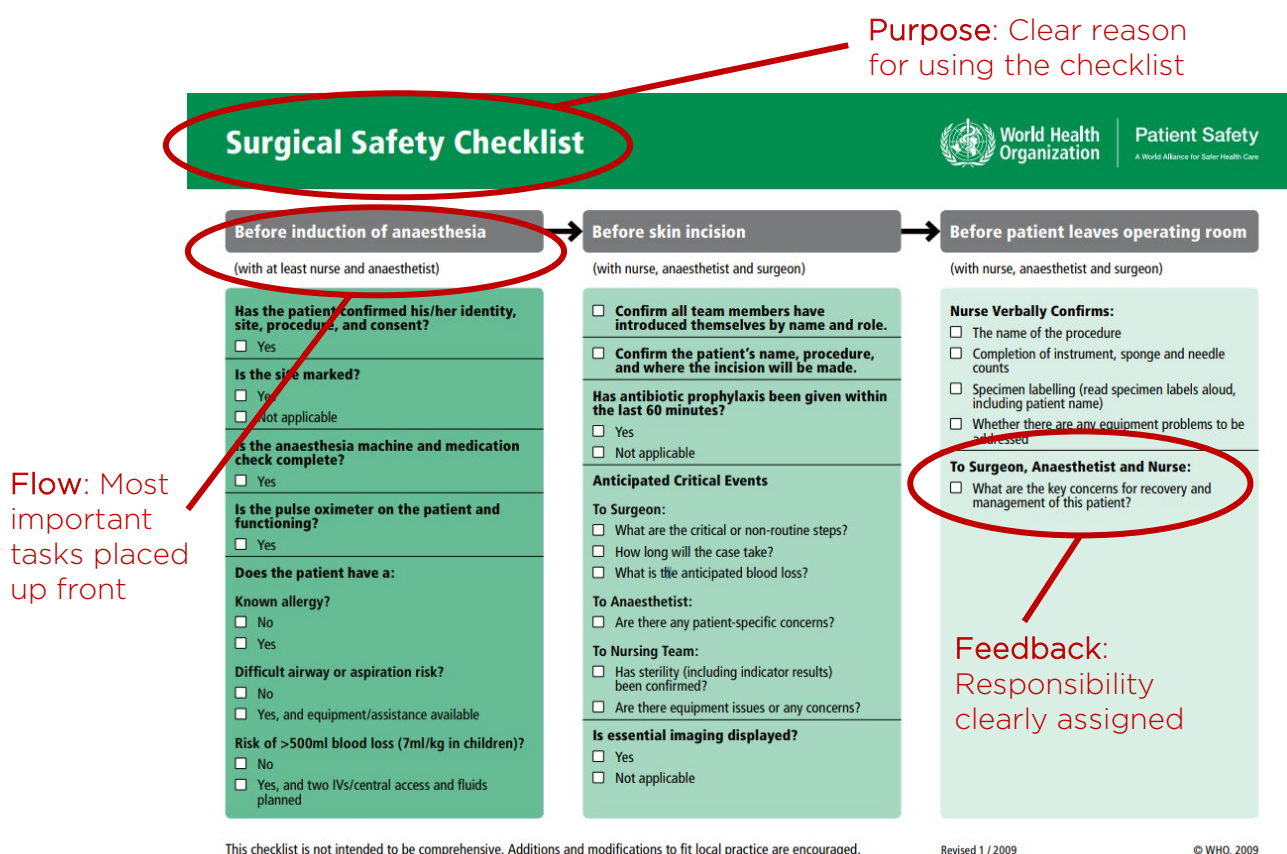 Purpose: Clear reason
for using the checklist
Surgical Safety Checklist
World Health
Organization
Patient Safety
A World Alliance for Safer Health Care
Before induction of anaesthesia
(with at least nurse and anaesthetist)
Has the patient confirmed his/her identity,
site, procedure, and consent?
Yes
Is the site marked?
Yes
Not applicable
Is the anaesthesia machine and medication
check complete?
Yes
Is the pulse oximeter on the patient and
functioning?
Yes
Does the patient have a:
Known allergy?
No
Yes
Difficult airway or aspiration risk?
No
Yes, and equipment/assistance available
Risk of >500ml blood loss (7ml/kg in children)?
No
Yes, and two IVs/central access and fluids
planned
Before skin incision
(with nurse, anaesthetist and surgeon)
Confirm all team members have
introduced themselves by name and role.
Confirm the patient's name, procedure,
and where the incision will be made.
Has antibiotic prophylaxis been given within
the last 60 minutes?
Yes
Not applicable
Anticipated Critical Events
To Surgeon:
What are the critical or non-routine steps?
How long will the case take?
What is the anticipated blood loss?
To Anaesthetist:
Are there any patient-specific concerns?
To Nursing Team:
Has sterility (including indicator results)
been confirmed?
Are there equipment issues or any concerns?
Is essential imaging displayed?
Yes
Not applicable
Before patient leaves operating room
(with nurse, anaesthetist and surgeon)
Nurse Verbally Confirms:
The name of the procedure
Completion of instrument, sponge and needle
counts
Specimen labelling (read specimen labels aloud,
including patient name)
Whether there are any equipment problems to be
addressed
To Surgeon, Anaesthetist and Nurse:
What are the key concerns for recovery and
management of this patient?
Flow: Most
important
tasks placed
up front
Feedback:
Responsibility
clearly assigned
This checklist is not intended to be comprehensive. Additions and modifications to fit local practice are encouraged.
Revised 1 / 2009
© WHO, 2009